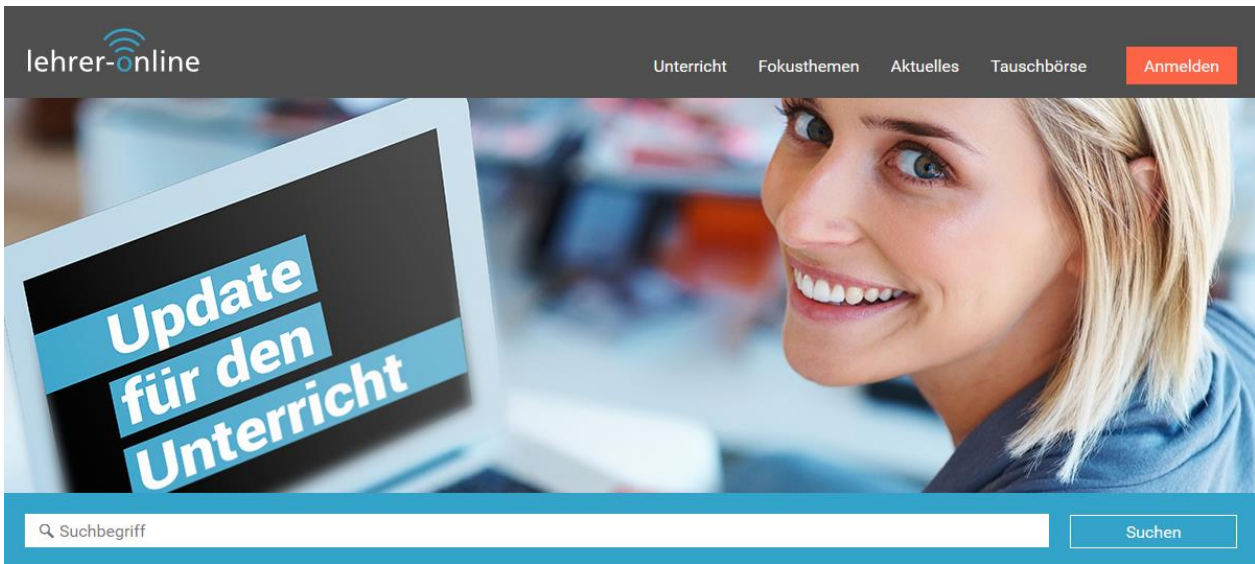 lehrer-online
Unterricht Fokusthemen Aktuelles Tauschbörse Anmelden
Update
für den
Unterricht
Suchbegriff Suchen